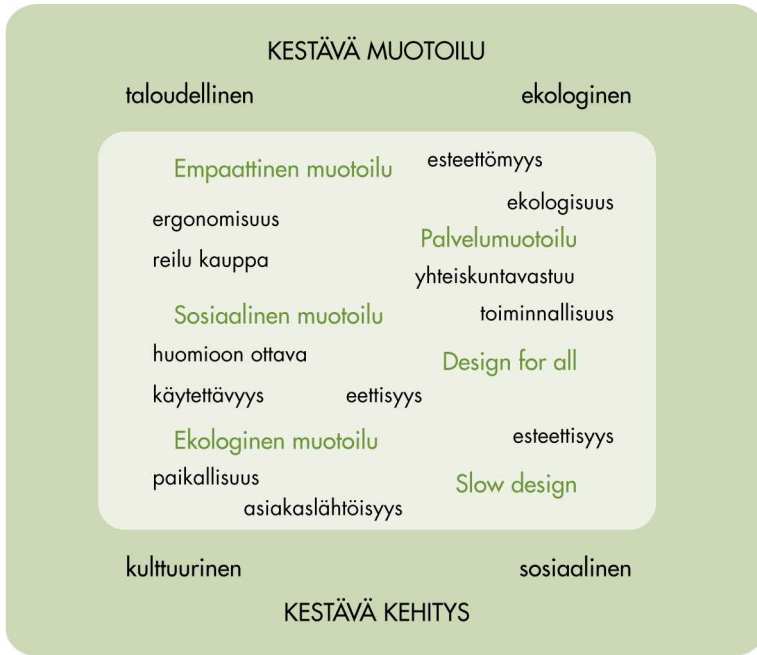 KESTÄVÄ MUOTOILU
taloudellinen ekologinen
Empaattinen muotoilu esteettömyys
ekologisuus
ergonomisuus
Palvelumuotoilu
reilu kauppa
yhteiskuntavastuu
Sosiaalinen muotoilu toiminnallisuus
huomioon ottava
Design for all
käytettävyys eettisyys
Ekologinen muotoilu esteettisyys
paikallisuus
Slow design
asiakaslähtöisyys
kulttuurinen sosiaalinen
KESTÄVÄ KEHITYS